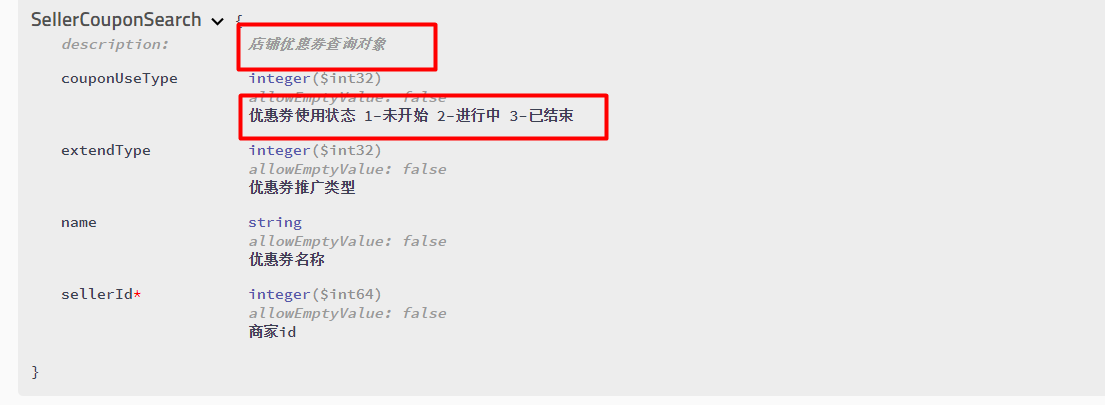 SellerCouponSearch {
description: 店铺优惠券查询对象
couponUseType integer($int32)
allowEmptyValue: false
优惠券使用状态 1-未开始 2-进行中 3-已结束
extendType integer($int32)
allowEmptyValue: false
优惠券推广类型
name string
allowEmptyValue: false
优惠券名称
sellerId* integer($int64)
allowEmptyValue: false
商家id
}